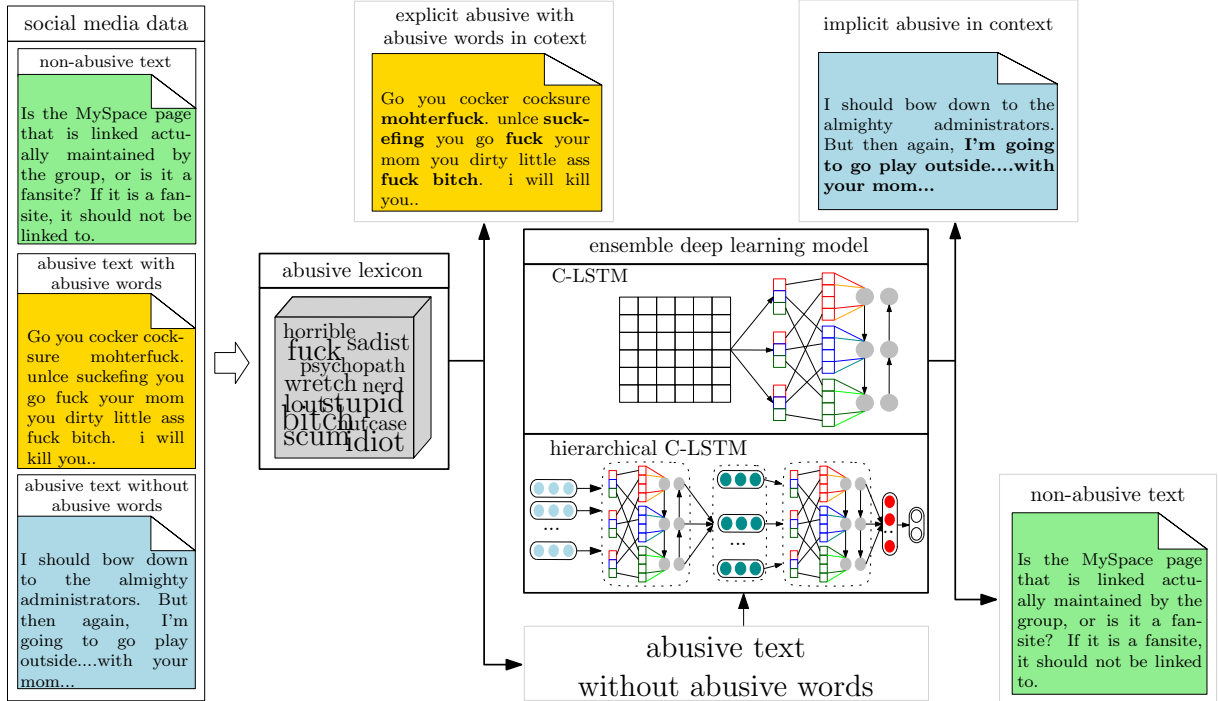 social media data
non-abusive text
Is the MySpace page
that is linked actu-
ally maintained by
the group, or is it a
fansite? If it is a fan-
site, it should not be
linked to.
abusive text with
abusive words
Go you cocker cock-
sure mohterfuck.
unlce suckefing you
go fuck your mom
you dirty little ass
fuck bitch. i will
kill you..
abusive text without
abusive words
I should bow down
to the almighty
administrators. But
then again, I'm
going to go play
outside....with your
mom...
abusive lexicon
horrible
fuck sadist
psychopath
wretch nerd
lout stupid
bitch nutcase
scum idiot
explicit abusive with
abusive words in cotext
Go you cocker cocksure
mohterfuck. unlce suck-
efing you go fuck your
mom you dirty little ass
fuck bitch. i will kill
you..
ensemble deep learning model
C-LSTM
hierarchical C-LSTM
...
...
...
abusive text
without abusive words
implicit abusive in context
I should bow down to the
almighty administrators.
But then again, I'm going
to go play outside....with
your mom...
non-abusive text
Is the MySpace page
that is linked actu-
ally maintained by the
group, or is it a fan-
site? If it is a fansite,
it should not be linked
to.